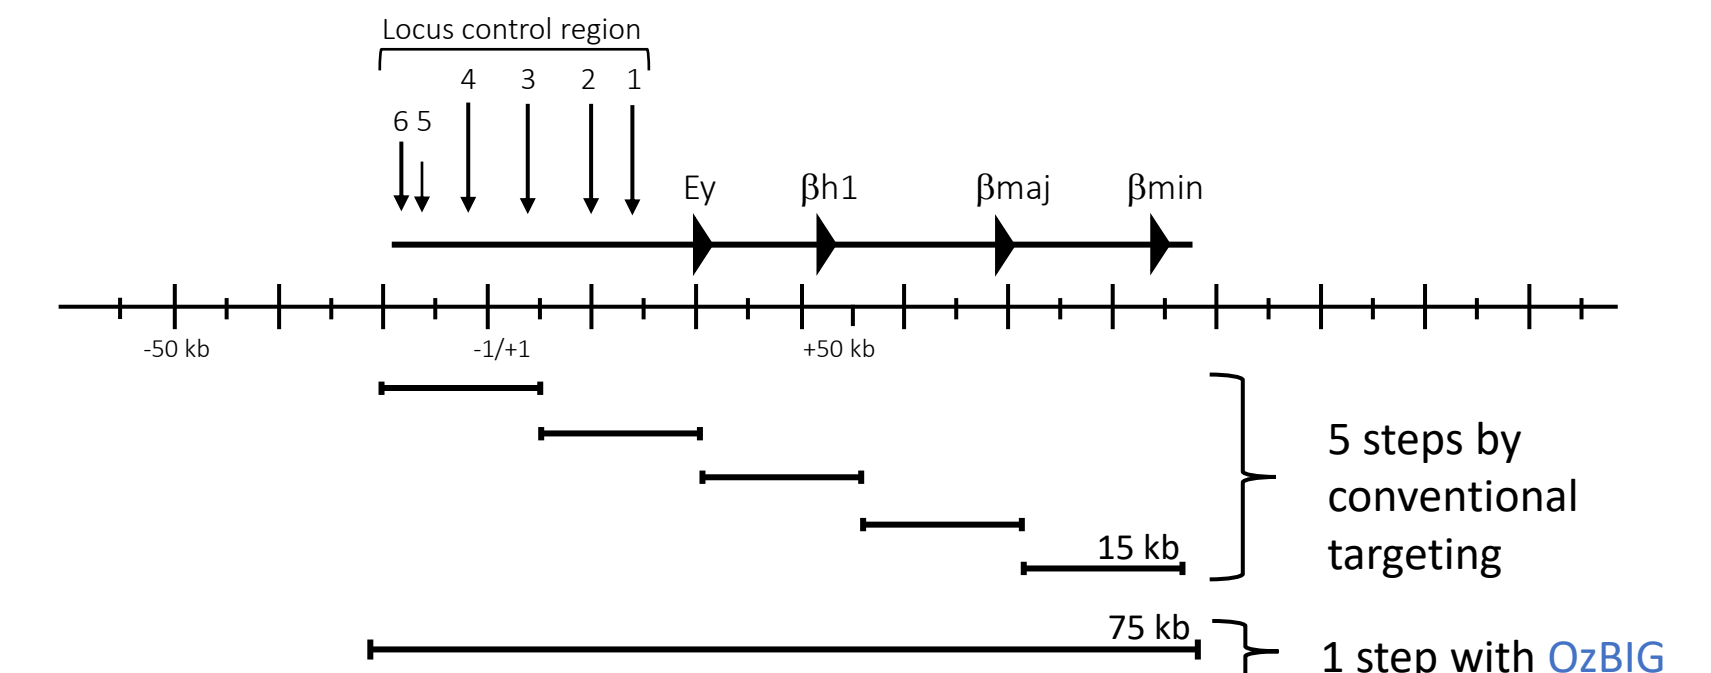 Locus control region
4 3 2 1
6 5
Ey βh1 βmaj βmin
-50 kb -1/+1 +50 kb
5 steps by
conventional
targeting
15 kb
75 kb
1 step with OzBIG